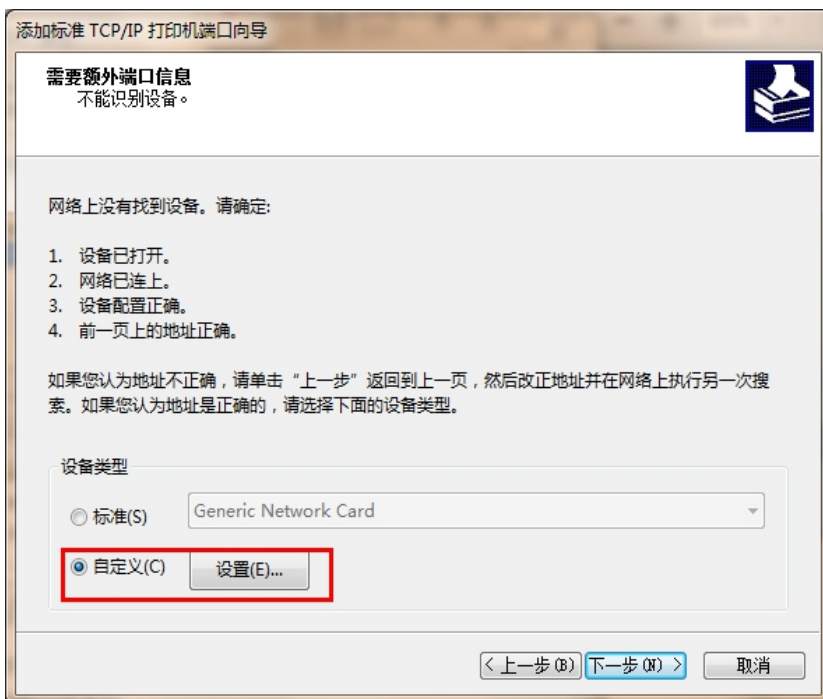 添加标准 TCP/IP 打印机端口向导
需要额外端口信息
不能识别设备。
网络上没有找到设备。请确定:
1. 设备已打开。
2. 网络已连上。
3. 设备配置正确。
4. 前一页上的地址正确。
如果您认为地址不正确，请单击“上一步”返回到上一页，然后改正地址并在网络上执行另一次搜
索。如果您认为地址是正确的，请选择下面的设备类型。
设备类型
标准(S) Generic Network Card
自定义(C) 设置(E)...
< 上一步(B) 下一步(N) > 取消